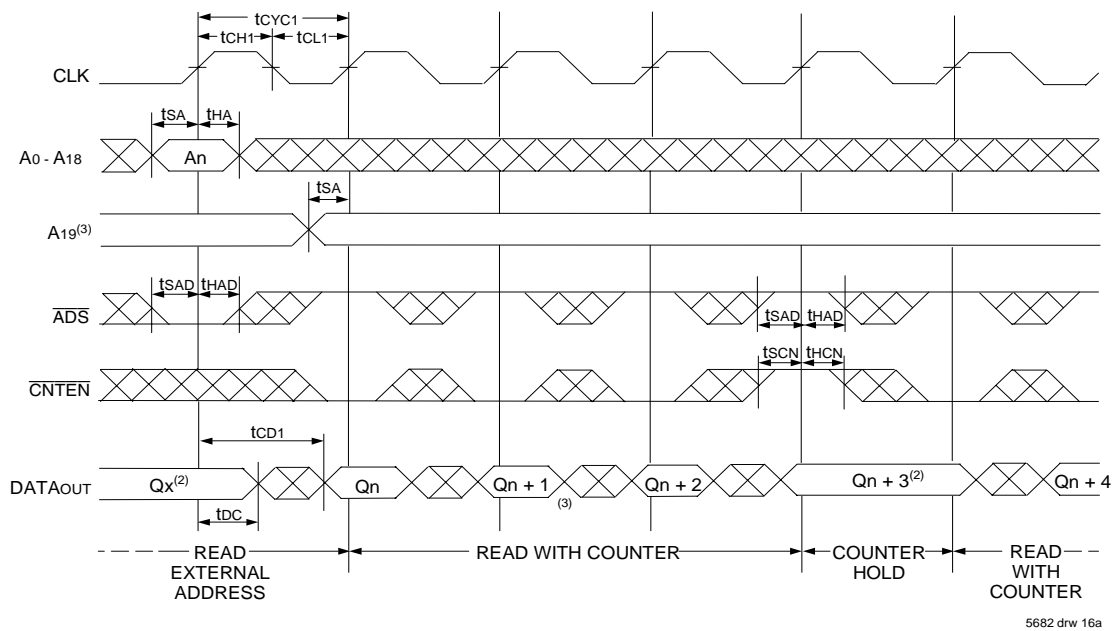 tCYC1
tCH1 tCL1
CLK
tSA tHA
A0 - A18 An
tSA
A19(3)
tSAD tHAD
ADS
tSAD tHAD
tSCN tHCN
CNTEN
tCD1
DATAOUT Qx(2) Qn Qn + 1 (3) Qn + 2 Qn + 3(2) Qn + 4
tDC
READ EXTERNAL ADDRESS
READ WITH COUNTER
COUNTER HOLD
READ WITH COUNTER
5682 drw 16a